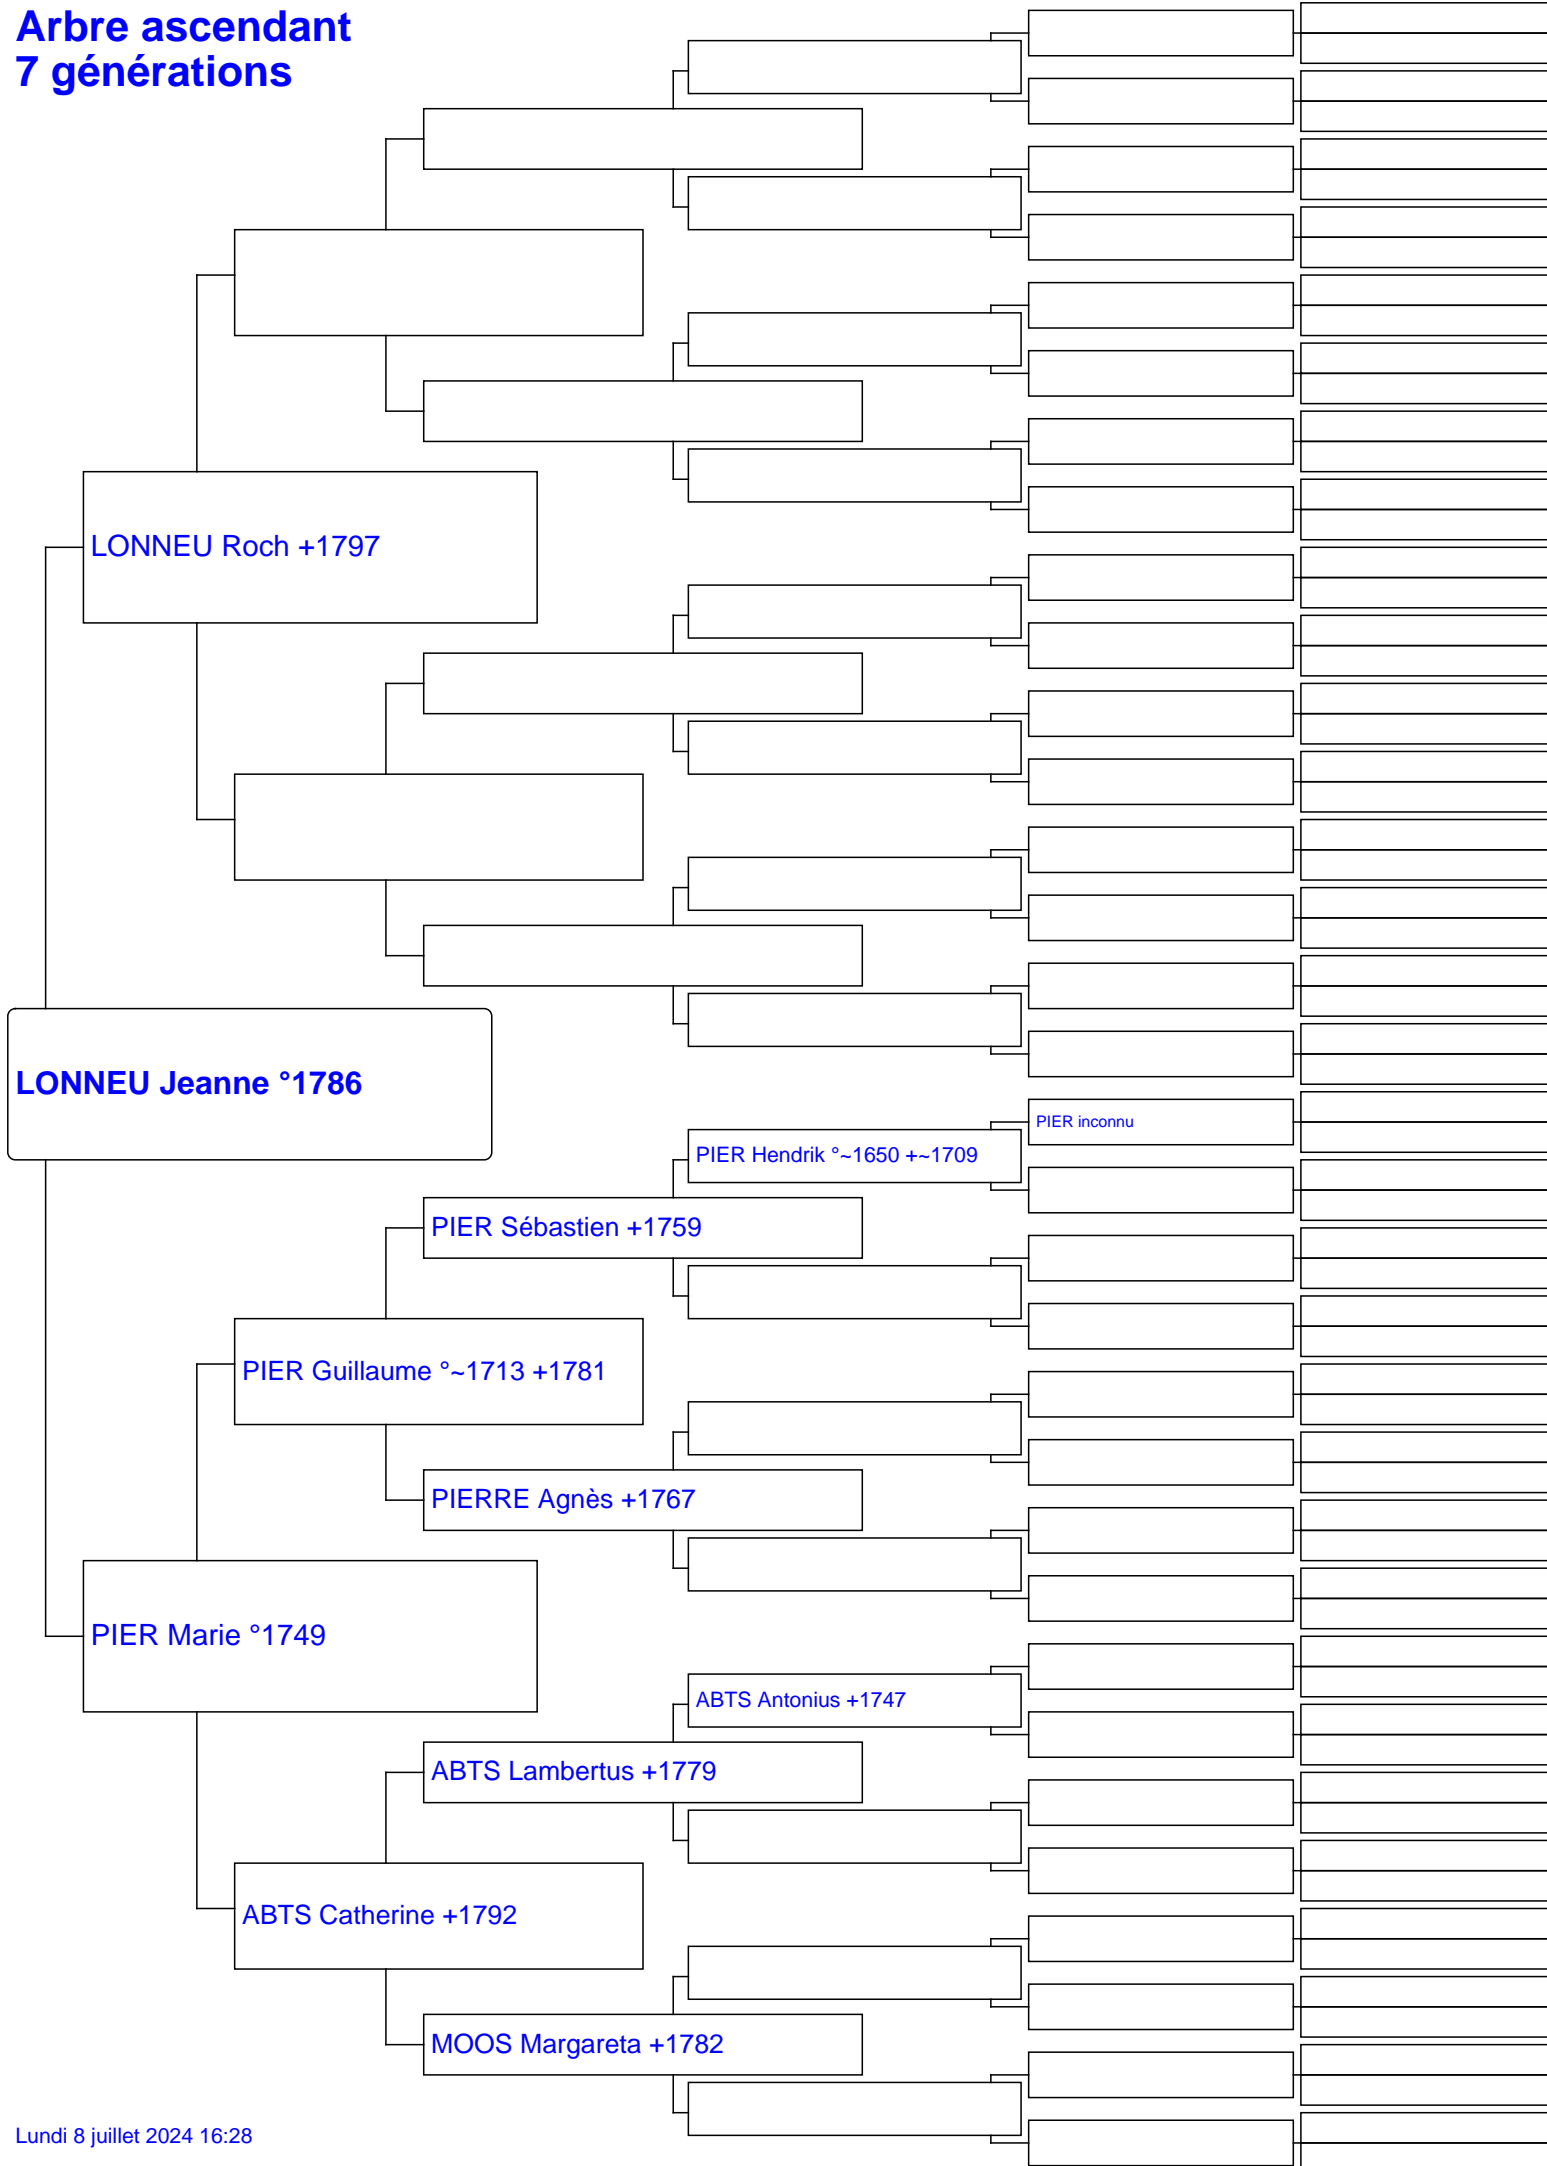 Arbre ascendant
7 générations
LONNEU Roch +1797
LONNEU Jeanne °1786
PIER inconnu
PIER Hendrik °~1650 +~1709
PIER Sébastien +1759
PIER Guillaume °~1713 +1781
PIERRE Agnès +1767
PIER Marie °1749
ABTS Antonius +1747
ABTS Lambertus +1779
ABTS Catherine +1792
MOOS Margareta +1782
Lundi 8 juillet 2024 16:28